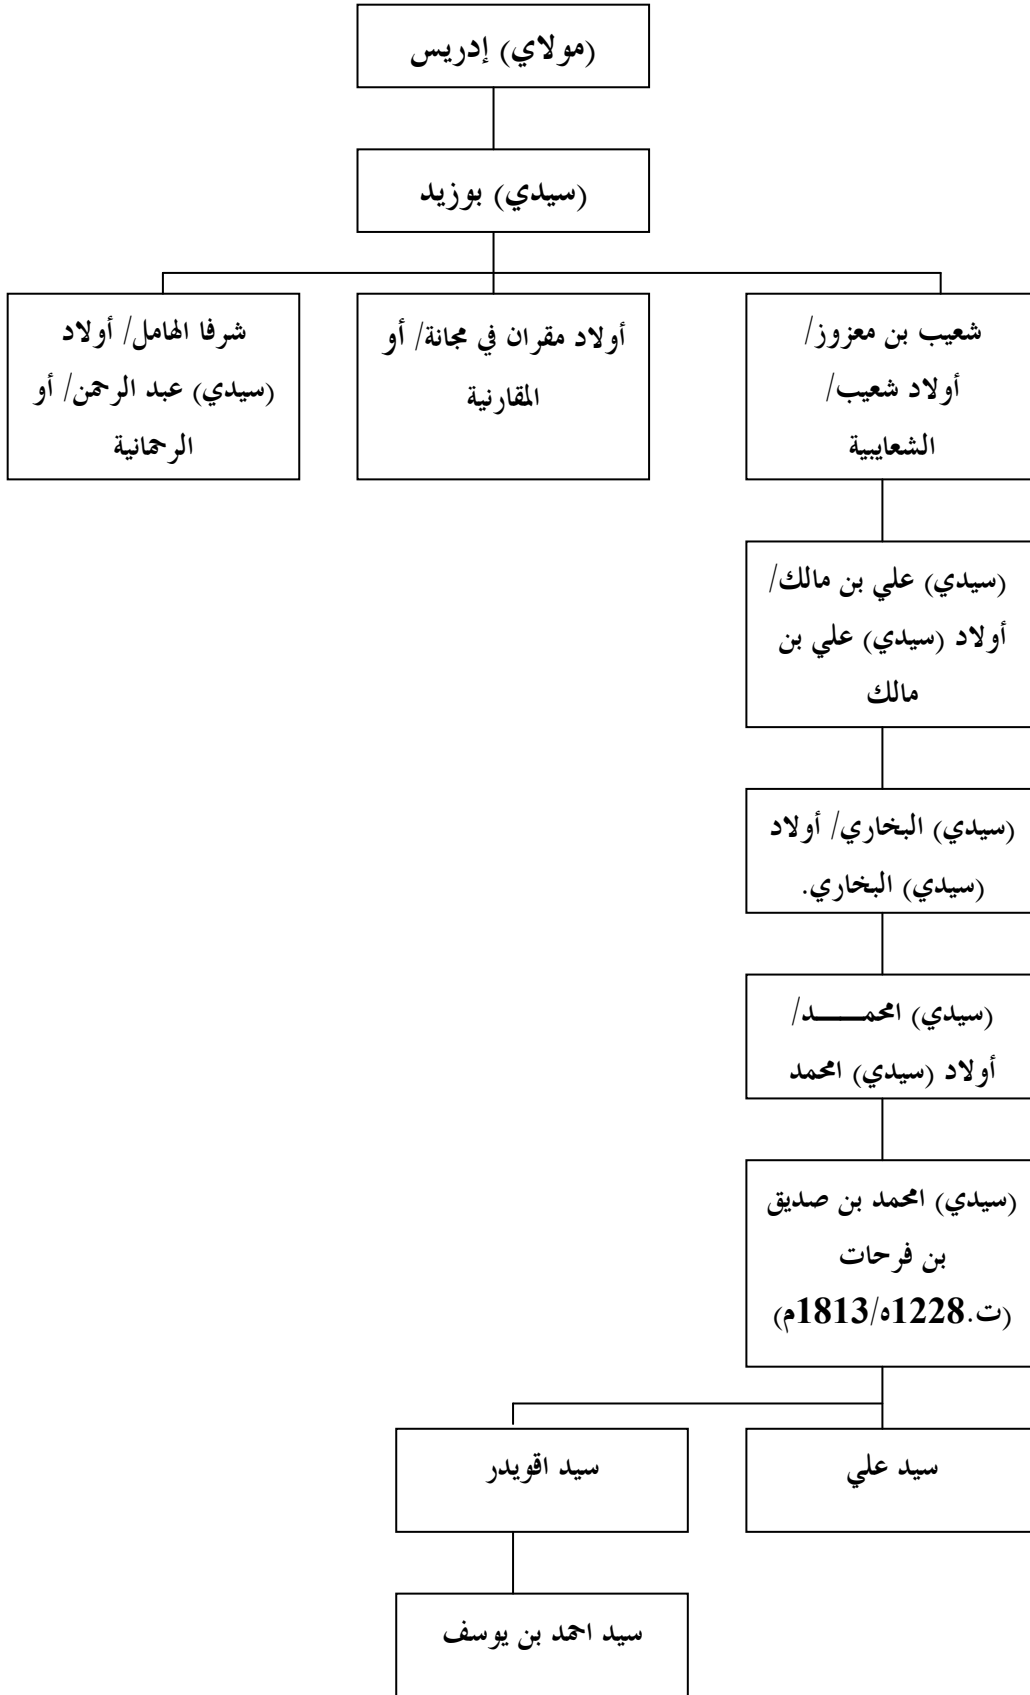 (مولاي) إدريس
(سيدي) بوزيد
شعيب بن معزوز/
أولاد شعيب/
الشعايبية
أولاد مقران في مجانة/ أو
المقارنية
شرفا الهامل/ أولاد
(سيدي) عبد الرحمن/ أو
الرحمانية
(سيدي) علي بن مالك/
أولاد (سيدي) علي بن
مالك
(سيدي) البخاري/ أولاد
(سيدي) البخاري.
(سيدي) امحمـــــد/
أولاد (سيدي) امحمد
(سيدي) امحمد بن صديق
بن فرحات
(ت.1228ه/1813م)
سيد علي
سيد اقويدر
سيد احمد بن يوسف